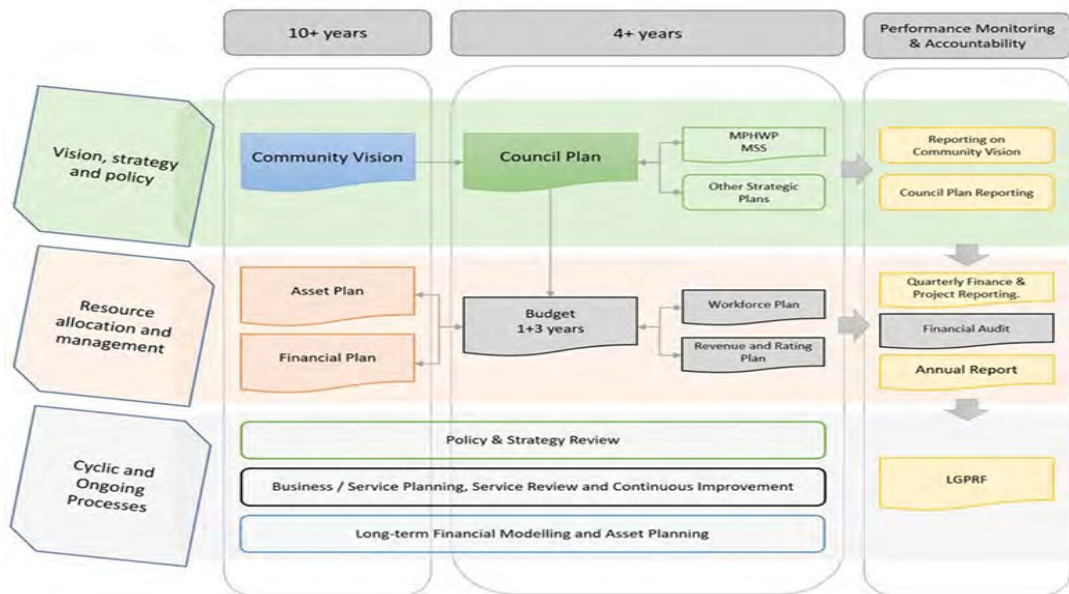 10+ years
4+ years
Performance Monitoring
& Accountability
Vision, strategy
and policy
Community Vision
Council Plan
MPHWP
MSS
Other Strategic
Plans
Reporting on
Community Vision
Council Plan Reporting
Resource
allocation and
management
Asset Plan
Financial Plan
Budget
1+3 years
Workforce Plan
Revenue and Rating
Plan
Quarterly Finance &
Project Reporting.
Financial Audit
Annual Report
Cyclic and
Ongoing
Processes
Policy & Strategy Review
Business / Service Planning, Service Review and Continuous Improvement
Long-term Financial Modelling and Asset Planning
LGPRF